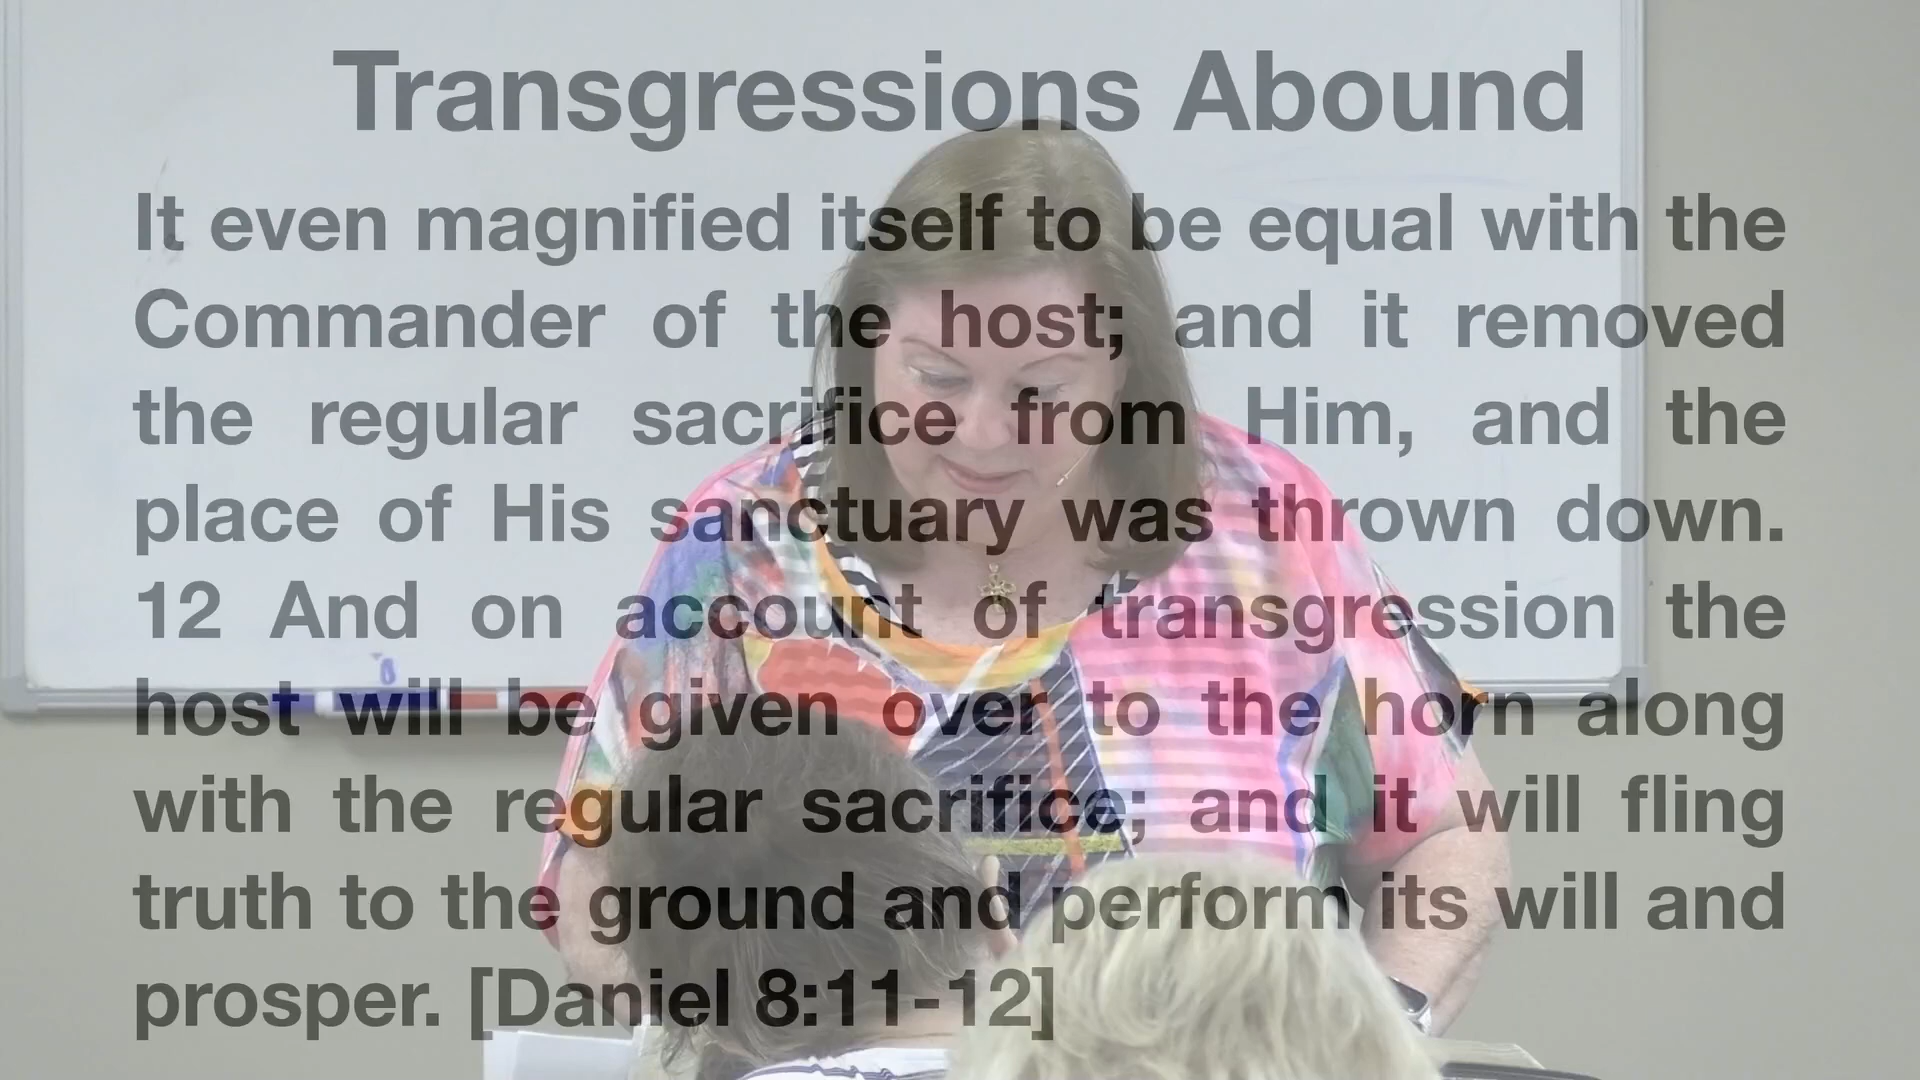 Transgressions Abound
It even magnified itself to be equal with the
Commander of the host; and it removed
the regular sacrifice from Him, and the
place of His sanctuary was thrown down.
12 And on account of transgression the
host will be given over to the horn along
with the regular sacrifice; and it will fling
truth to the ground and perform its will and
prosper. [Daniel 8:11-12]